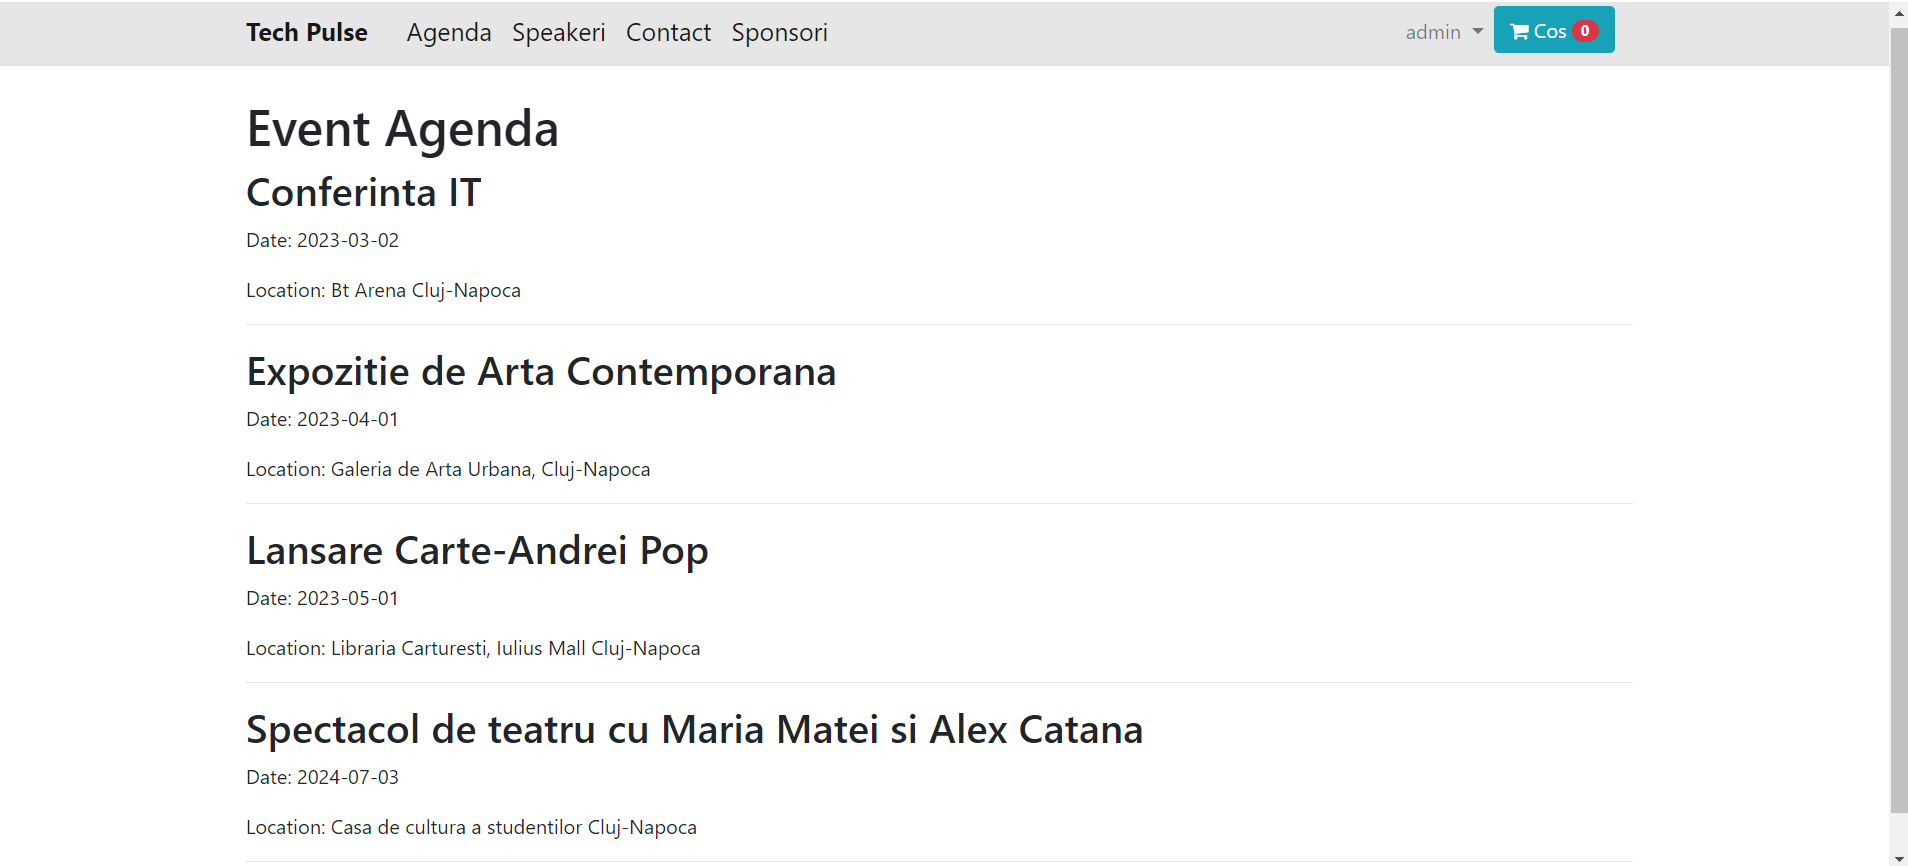 Tech Pulse Agenda Speakeri Contact Sponsori admin Cos 0
Event Agenda
Conferinta IT
Date: 2023-03-02
Location: Bt Arena Cluj-Napoca
Expozitie de Arta Contemporana
Date: 2023-04-01
Location: Galeria de Arta Urbana, Cluj-Napoca
Lansare Carte-Andrei Pop
Date: 2023-05-01
Location: Libraria Carturesti, Iulius Mall Cluj-Napoca
Spectacol de teatru cu Maria Matei si Alex Catana
Date: 2024-07-03
Location: Casa de cultura a studentilor Cluj-Napoca